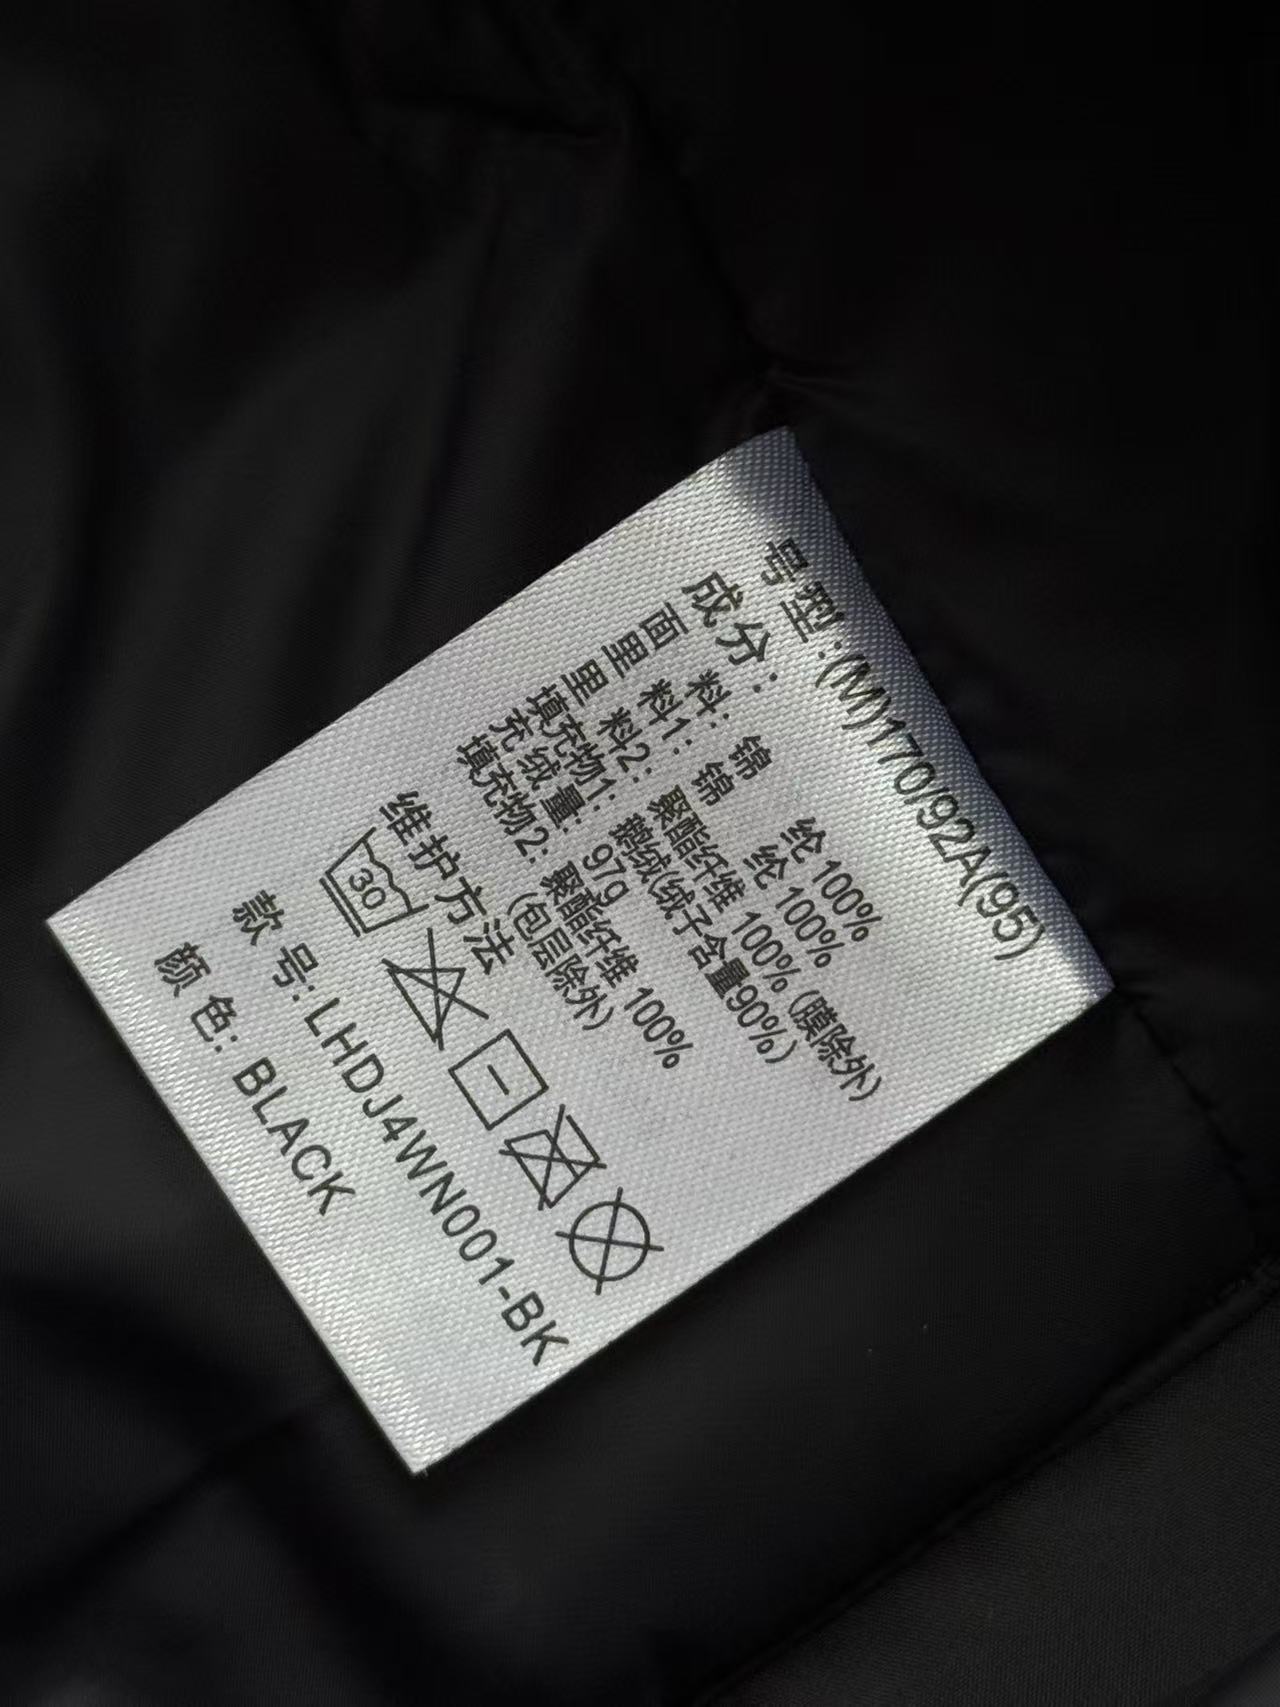 号型:(M)170/92A(95)
成分:
面料: 锦纶 100%
里料1: 锦纶 100%
里料2: 聚酯纤维 100% (膜除外)
填充物1: 鹅绒(绒子含量90%)
充绒量: 97g
填充物2: 聚酯纤维 100%
(包层除外)
维护方法
30
款号: LHDJ4WN001-BK
颜色: BLACK